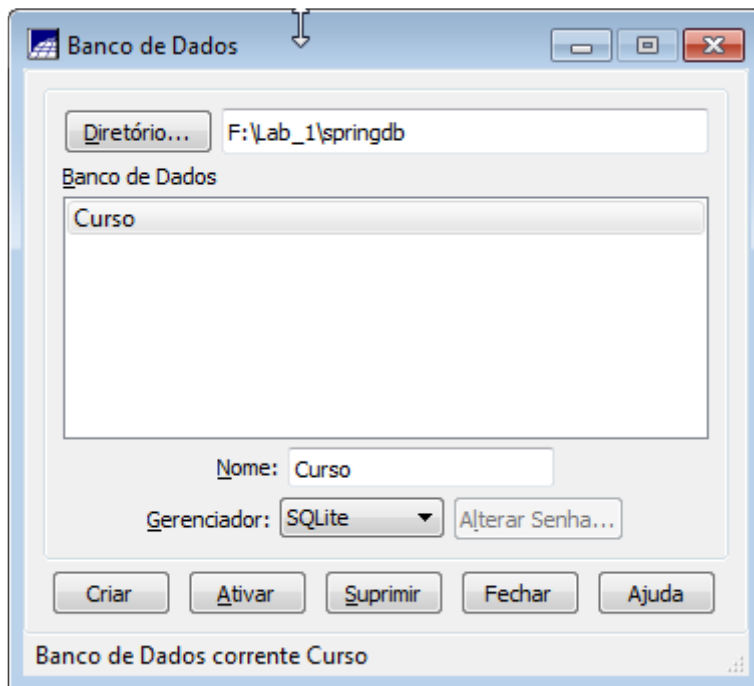 Banco de Dados
Diretório... F:\Lab_1\springdb
Banco de Dados
Curso
Nome: Curso
Gerenciador: SQLite Alterar Senha...
Criar Ativar Suprimir Fechar Ajuda
Banco de Dados corrente Curso